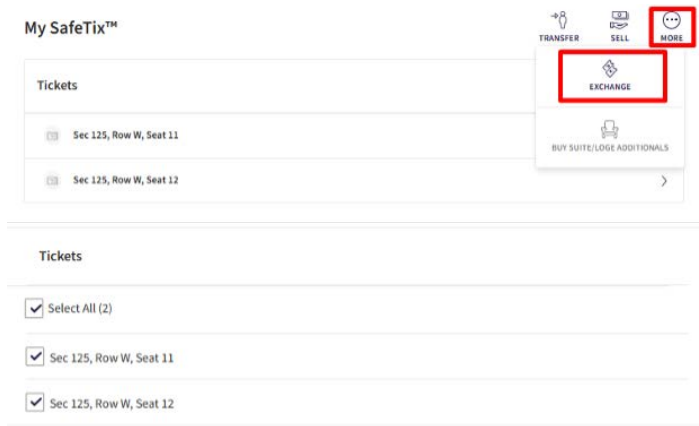 My SafeTix™
TRANSFER SELL MORE
Tickets
EXCHANGE
Sec 125, Row W, Seat 11
BUY SUITE/LOGE ADDITIONALS
Sec 125, Row W, Seat 12
Tickets
Select All (2)
Sec 125, Row W, Seat 11
Sec 125, Row W, Seat 12